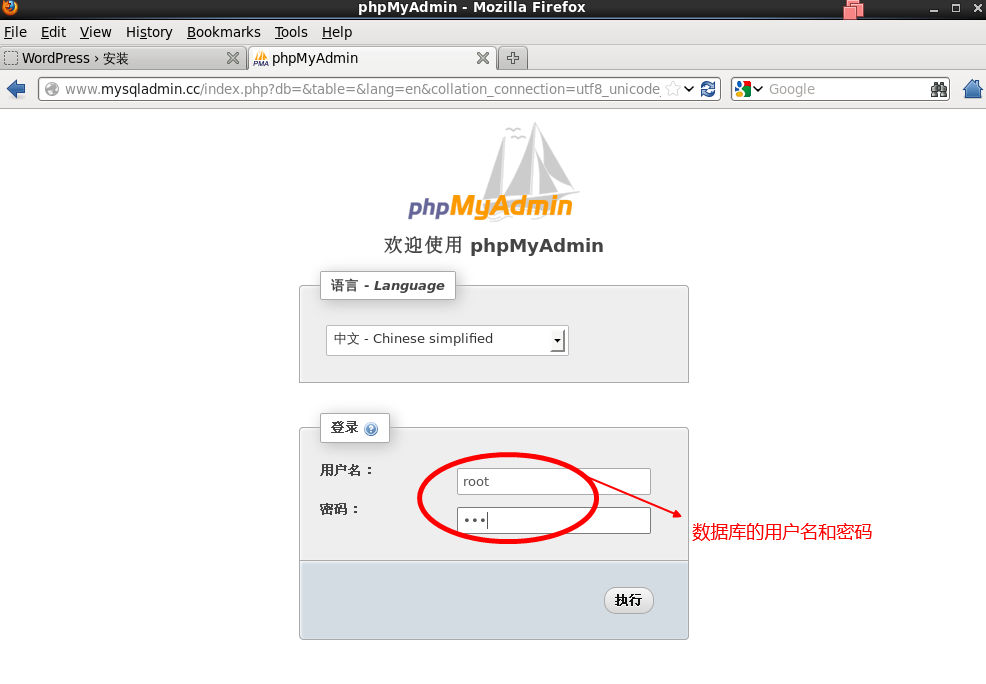 phpMyAdmin - Mozilla Firefox
File Edit View History Bookmarks Tools Help
WordPress › 安装
PMA phpMyAdmin
www.mysqladmin.cc/index.php?db=&table=&lang=en&collation_connection=utf8_unicode_
Google
phpMyAdmin
欢迎使用 phpMyAdmin
语言 - Language
中文 - Chinese simplified
登录
用户名：
root
密码：
数据库的用户名和密码
执行